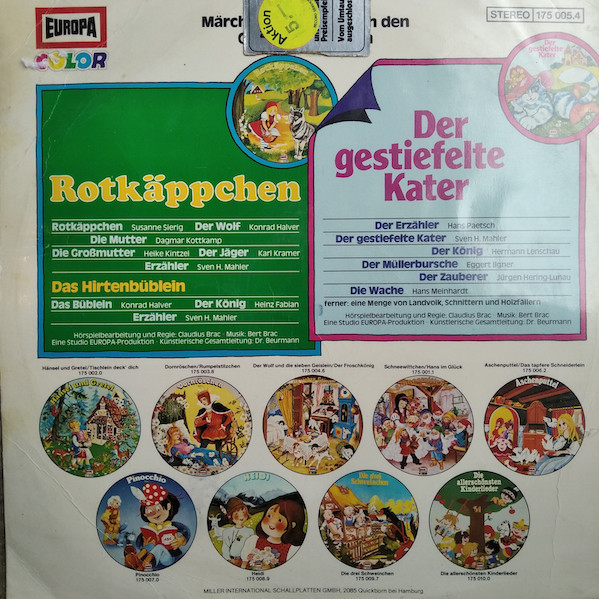 EUROPA
COLOR
Märch
n den
Aktion
5,-
Preisempfel
Vom Umtau
ausgeschlos
STEREO 175 005.4
Der
gestiefelte
Kater
Rotkäppchen
Rotkäppchen Susanne Sierig Der Wolf Konrad Halver
Die Mutter Dagmar Kottkamp
Die Großmutter Heike Kintzel Der Jäger Karl Kramer
Erzähler Sven H. Mahler
Das Hirtenbüblein
Das Büblein Konrad Halver Der König Heinz Fabian
Erzähler Sven H. Mahler
Hörspielbearbeitung und Regie: Claudius Brac · Musik: Bert Brac
Eine Studio EUROPA-Produktion · Künstlerische Gesamtleitung: Dr. Beurmann
Der
gestiefelte
Kater
Der Erzähler Hans Paetsch
Der gestiefelte Kater Sven H. Mahler
Der König Hermann Lenschau
Der Müllerbursche Eggert Ilgner
Der Zauberer Jürgen Hering-Lunau
Die Wache Hans Meinhardt
ferner: eine Menge von Landvolk, Schnittern und Holzfällern
Hörspielbearbeitung und Regie: Claudius Brac · Musik: Bert Brac
Eine Studio EUROPA-Produktion · Künstlerische Gesamtleitung: Dr. Beurmann
Hänsel und Gretel/Tischlein deck' dich
175 002.0
Dornröschen/Rumpelstilzchen
175 003.8
Der Wolf und die sieben Geislein/Der Froschkönig
175 004.6
Schneewittchen/Hans im Glück
175 001.1
Aschenputtel/Das tapfere Schneiderlein
175 006.2
Hänsel und Gretel
Dornröschen
Aschenputtel
Pinocchio
HEIDI
Die drei
Schweinchen
Die
allerschönsten
Kinderlieder
Pinocchio
175 007.0
Heidi
175 008.9
Die drei Schweinchen
175 009.7
Die allerschönsten Kinderlieder
175 010.0
MILLER INTERNATIONAL SCHALLPLATTEN GMBH, 2085 Quickborn bei Hamburg